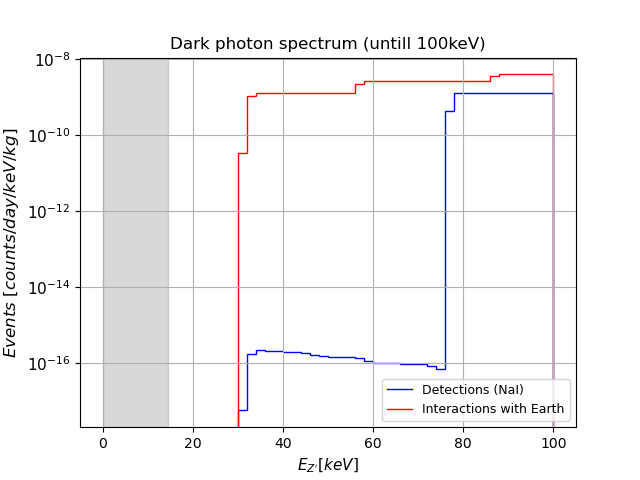 Dark photon spectrum (untill 100keV)
Events [counts/day/keV/kg]
10⁻⁸
10⁻¹⁰
10⁻¹²
10⁻¹⁴
10⁻¹⁶
Detections (NaI)
Interactions with Earth
0 20 40 60 80 100
E_{Z'}[keV]